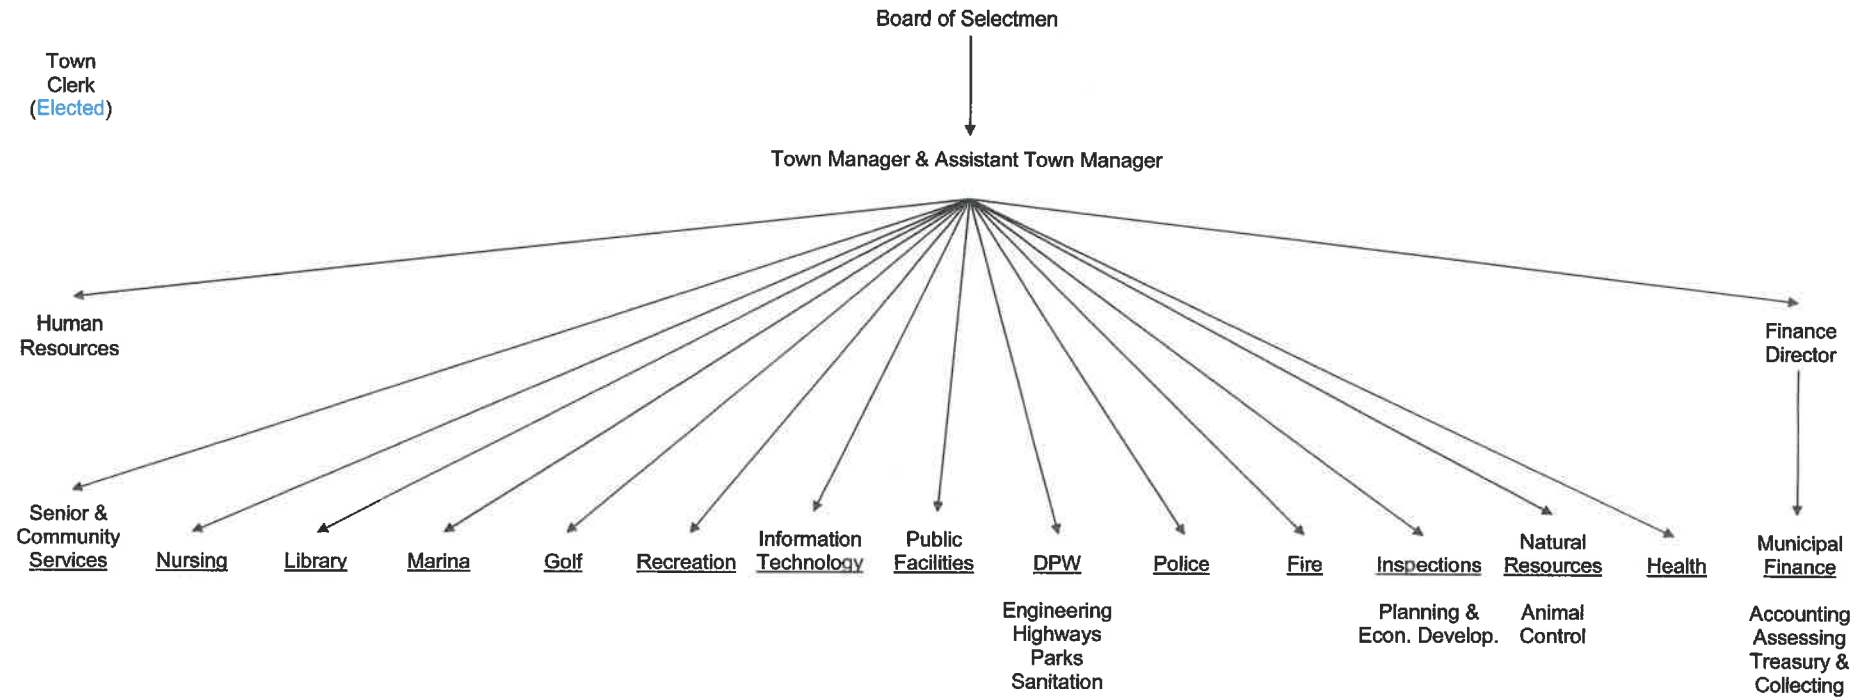 Board of Selectmen
Town
Clerk
(Elected)
Town Manager & Assistant Town Manager
Human
Resources
Finance
Director
Senior &
Community
Services
Nursing
Library
Marina
Golf
Recreation
Information
Technology
Public
Facilities
DPW
Engineering
Highways
Parks
Sanitation
Police
Fire
Inspections
Planning &
Econ. Develop.
Natural
Resources
Animal
Control
Health
Municipal
Finance
Accounting
Assessing
Treasury &
Collecting